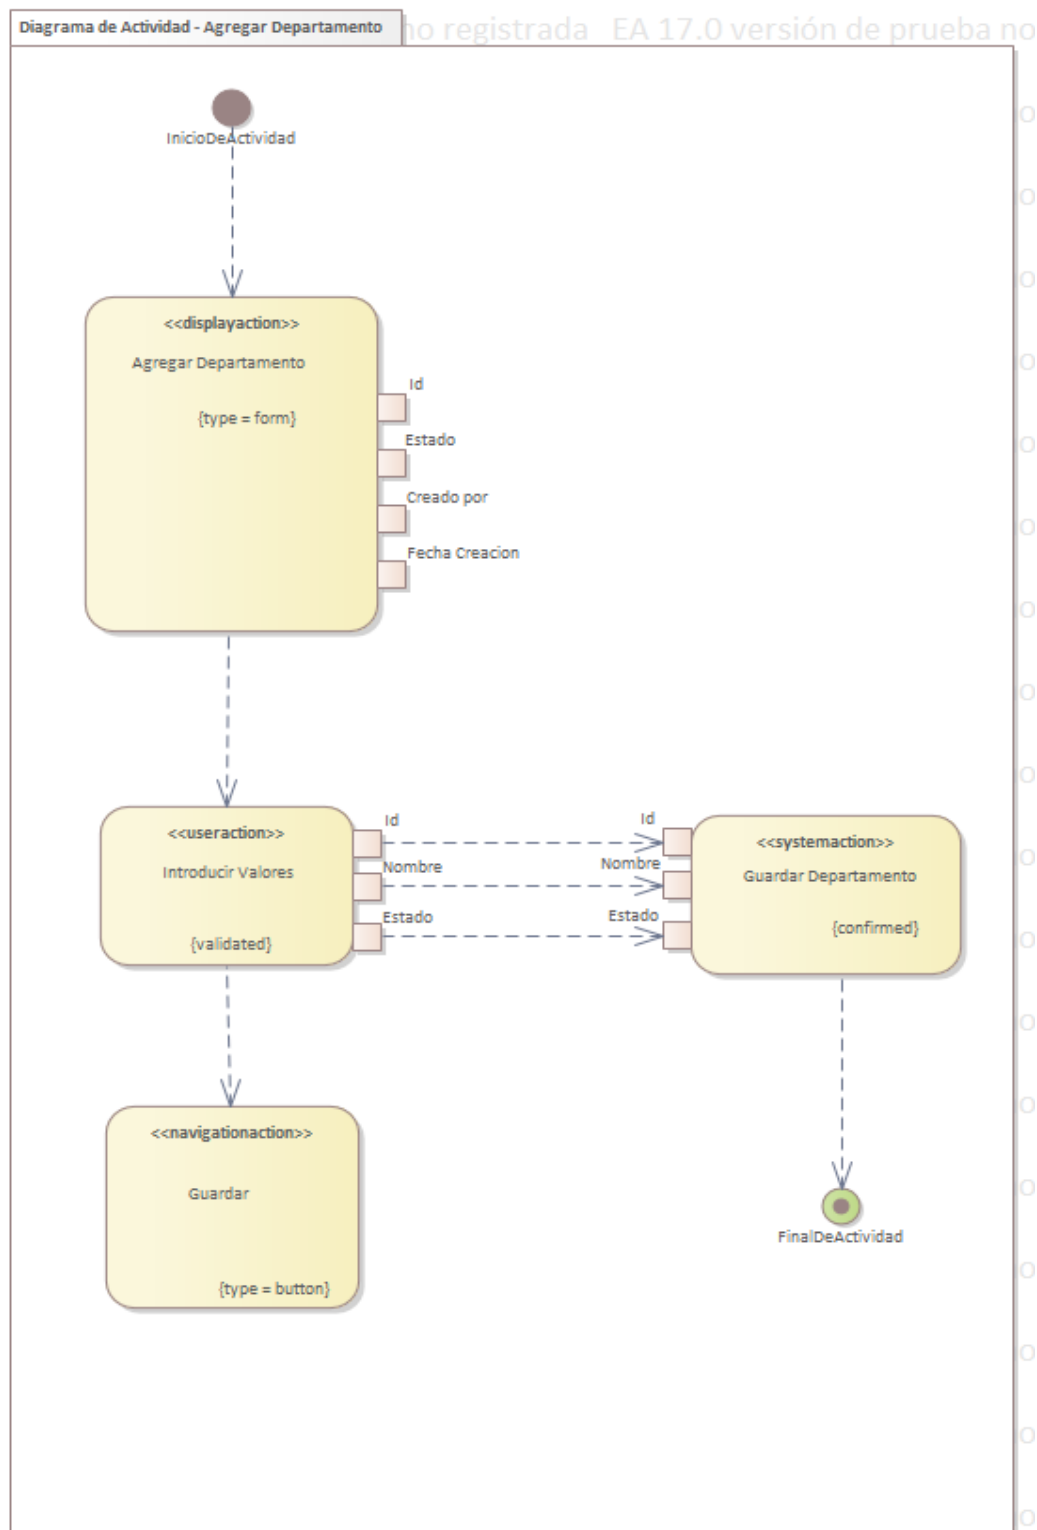 Diagrama de Actividad - Agregar Departamento
no registrada EA 17.0 versión de prueba no
InicioDeActividad
<<displayaction>>
Agregar Departamento
{type = form}
Id
Estado
Creado por
Fecha Creacion
<<useraction>>
Introducir Valores
{validated}
Id
Nombre
Estado
Id
Nombre
Estado
<<systemaction>>
Guardar Departamento
{confirmed}
<<navigationaction>>
Guardar
{type = button}
FinalDeActividad